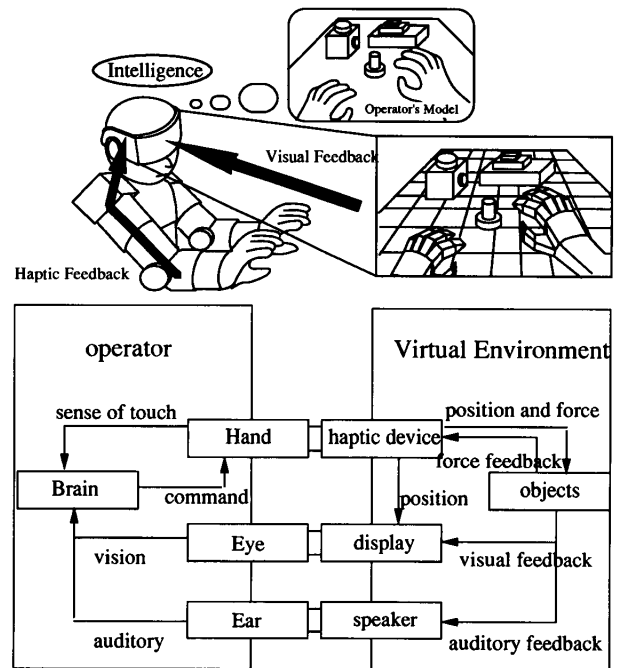 Intelligence
Operator's Model
Visual Feedback
Haptic Feedback
operator
Virtual Environment
sense of touch
Hand
haptic device
position and force
force feedback
Brain
command
position
objects
Eye
display
vision
visual feedback
Ear
speaker
auditory
auditory feedback